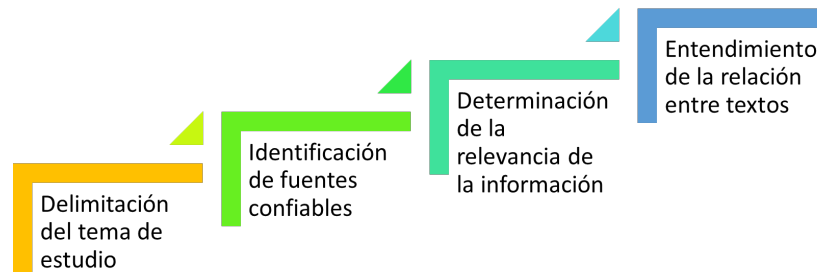 Delimitación
del tema de
estudio
Identificación
de fuentes
confiables
Determinación
de la
relevancia de
la información
Entendimiento
de la relación
entre textos